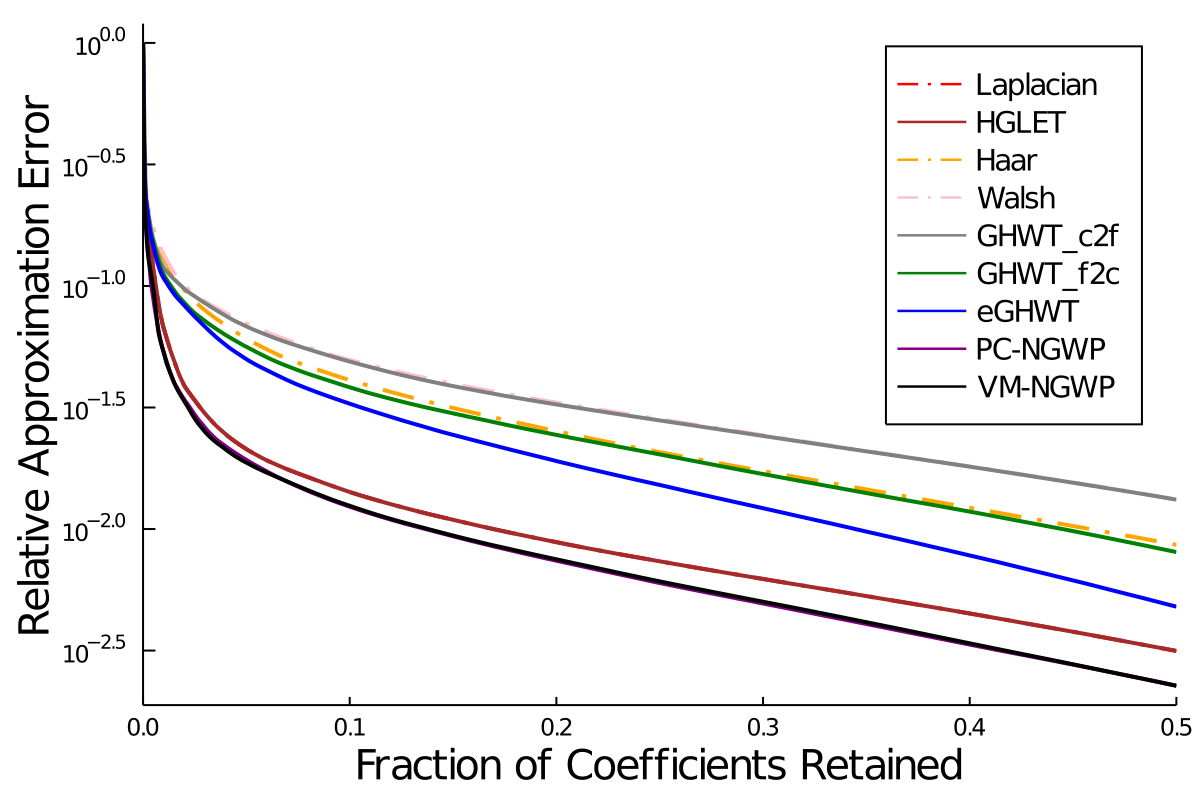 Relative Approximation Error
10^0.0
10^−0.5
10^−1.0
10^−1.5
10^−2.0
10^−2.5
Laplacian
HGLET
Haar
Walsh
GHWT_c2f
GHWT_f2c
eGHWT
PC-NGWP
VM-NGWP
0.0 0.1 0.2 0.3 0.4 0.5
Fraction of Coefficients Retained